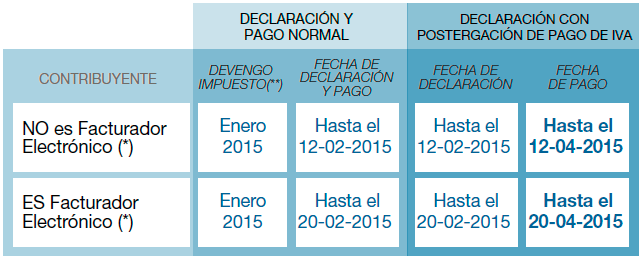 DECLARACIÓN Y
PAGO NORMAL
DECLARACIÓN CON
POSTERGACIÓN DE PAGO DE IVA
CONTRIBUYENTE
DEVENGO
IMPUESTO(**)
FECHA DE
DECLARACIÓN
Y PAGO
FECHA DE
DECLARACIÓN
FECHA
DE PAGO
NO es Facturador
Electrónico (*)
Enero
2015
Hasta el
12-02-2015
Hasta el
12-02-2015
Hasta el
12-04-2015
ES Facturador
Electrónico (*)
Enero
2015
Hasta el
20-02-2015
Hasta el
20-02-2015
Hasta el
20-04-2015